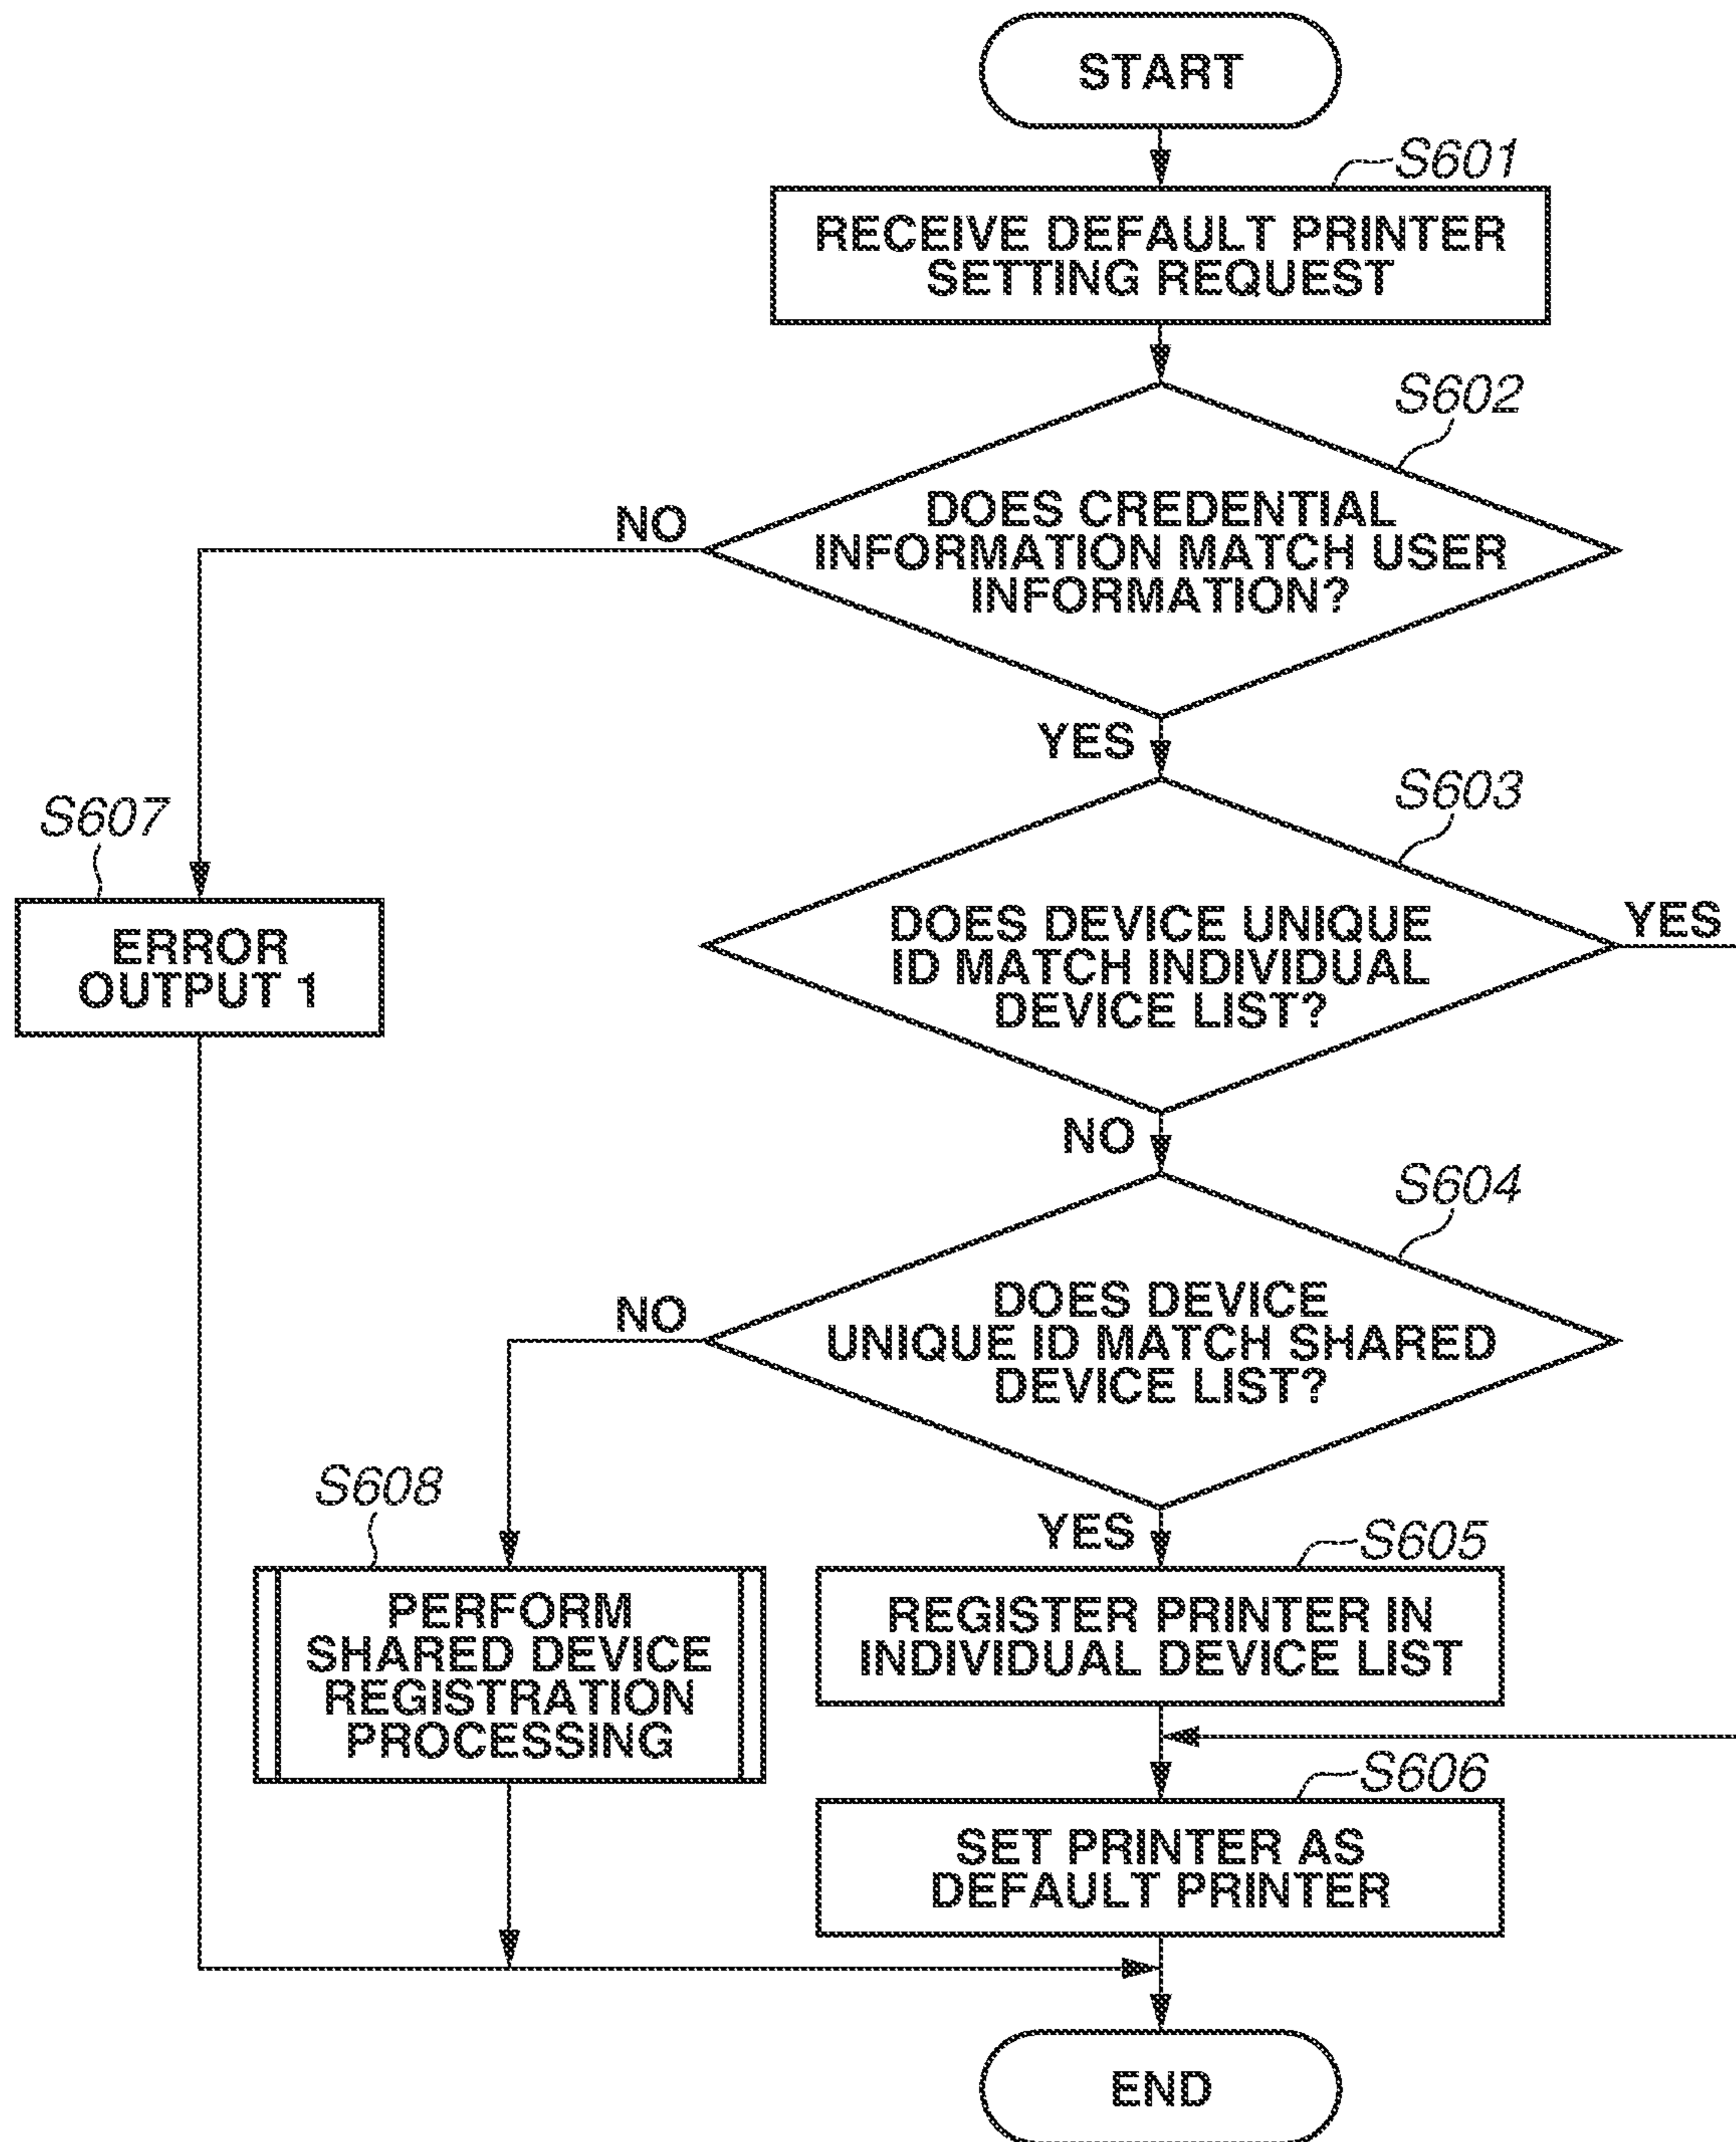 START
S601
RECEIVE DEFAULT PRINTER
SETTING REQUEST
S602
DOES CREDENTIAL
INFORMATION MATCH USER
INFORMATION?
NO
YES
S603
DOES DEVICE UNIQUE
ID MATCH INDIVIDUAL
DEVICE LIST?
YES
S607
ERROR
OUTPUT 1
NO
S604
DOES DEVICE
UNIQUE ID MATCH SHARED
DEVICE LIST?
NO
YES
S608
PERFORM
SHARED DEVICE
REGISTRATION
PROCESSING
S605
REGISTER PRINTER IN
INDIVIDUAL DEVICE LIST
S606
SET PRINTER AS
DEFAULT PRINTER
END